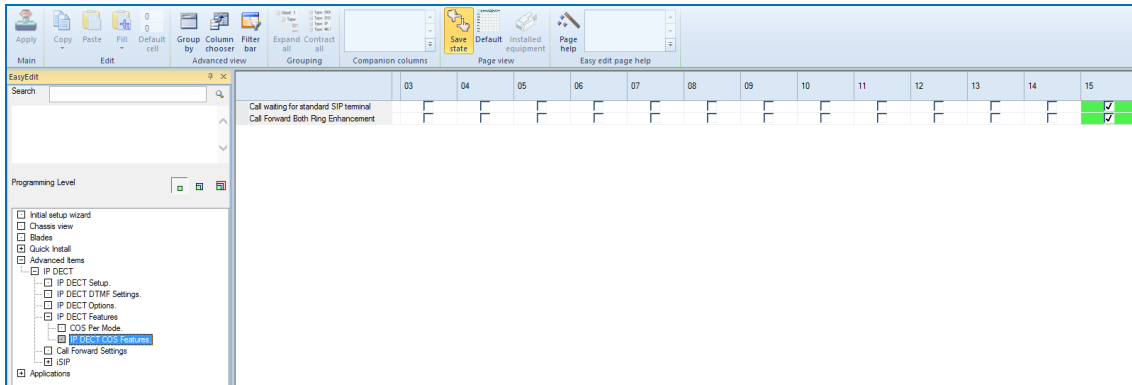 Apply Copy Paste Fill Default cell Group by Column chooser Filter bar Expand all Contract all Save state Default Installed equipment Page help
Main Edit Advanced view Grouping Companion columns Page view Easy edit page help
EasyEdit
Search
03 04 05 06 07 08 09 10 11 12 13 14 15
Call waiting for standard SIP terminal
Call Forward Both Ring Enhancement
Programming Level
Initial setup wizard
Chassis view
Blades
Quick Install
Advanced Items
IP DECT
IP DECT Setup.
IP DECT DTMF Settings.
IP DECT Options.
IP DECT Features
COS Per Mode.
IP DECT COS Features.
Call Forward Settings
iSIP
Applications